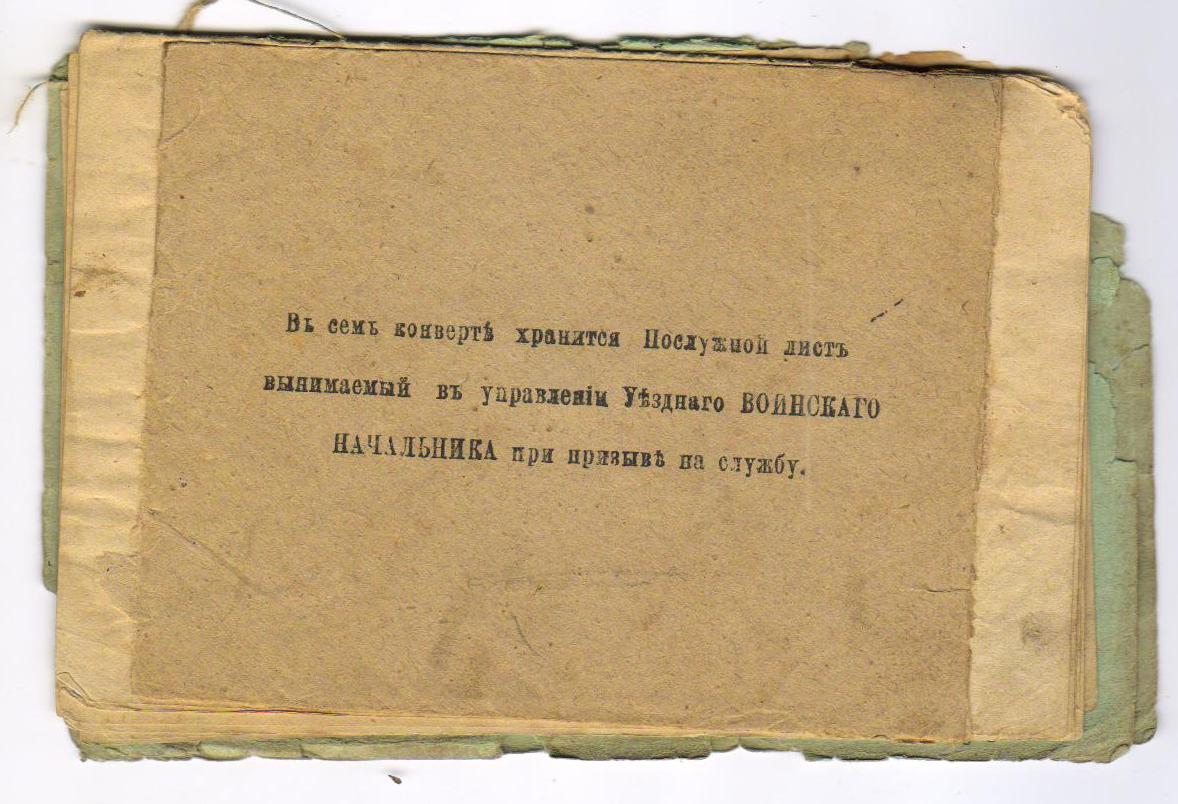 Въ семъ конвертѣ хранится Послужной листъ
вынимаемый въ управленіи Уѣзднаго ВОИНСКАГО
НАЧАЛЬНИКА при призывѣ на службу.